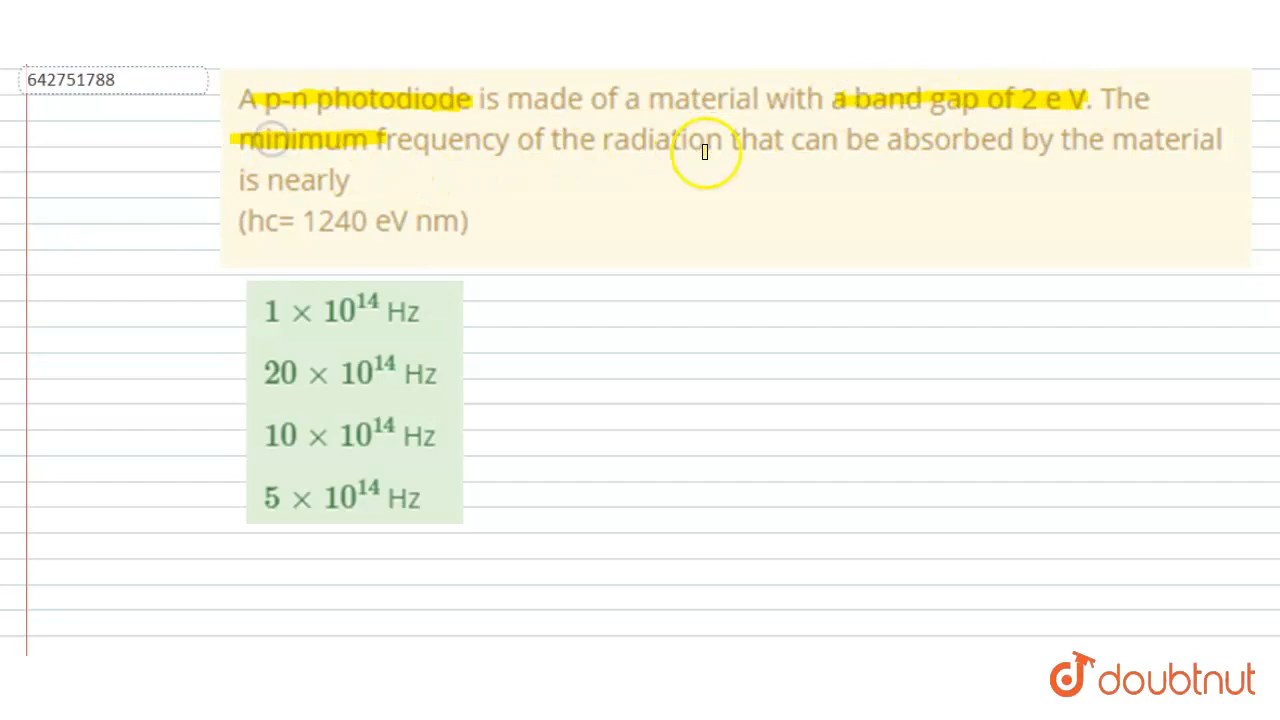 642751788
A p-n photodiode is made of a material with a band gap of 2 e V. The
minimum frequency of the radiation that can be absorbed by the material
is nearly
(hc= 1240 eV nm)
1 × 10^14 Hz
20 × 10^14 Hz
10 × 10^14 Hz
5 × 10^14 Hz
doubtnut